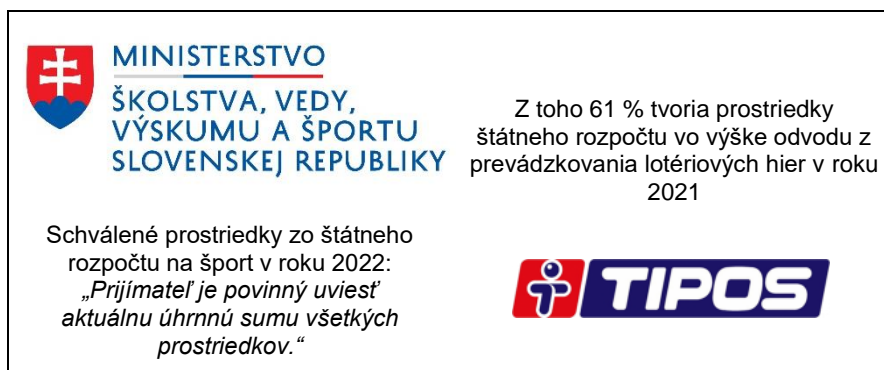 MINISTERSTVO
ŠKOLSTVA, VEDY,
VÝSKUMU A ŠPORTU
SLOVENSKEJ REPUBLIKY
Schválené prostriedky zo štátneho
rozpočtu na šport v roku 2022:
„Prijímateľ je povinný uviesť
aktuálnu úhrnnú sumu všetkých
prostriedkov.“
Z toho 61 % tvoria prostriedky
štátneho rozpočtu vo výške odvodu z
prevádzkovania lotériových hier v roku
2021
TIPOS